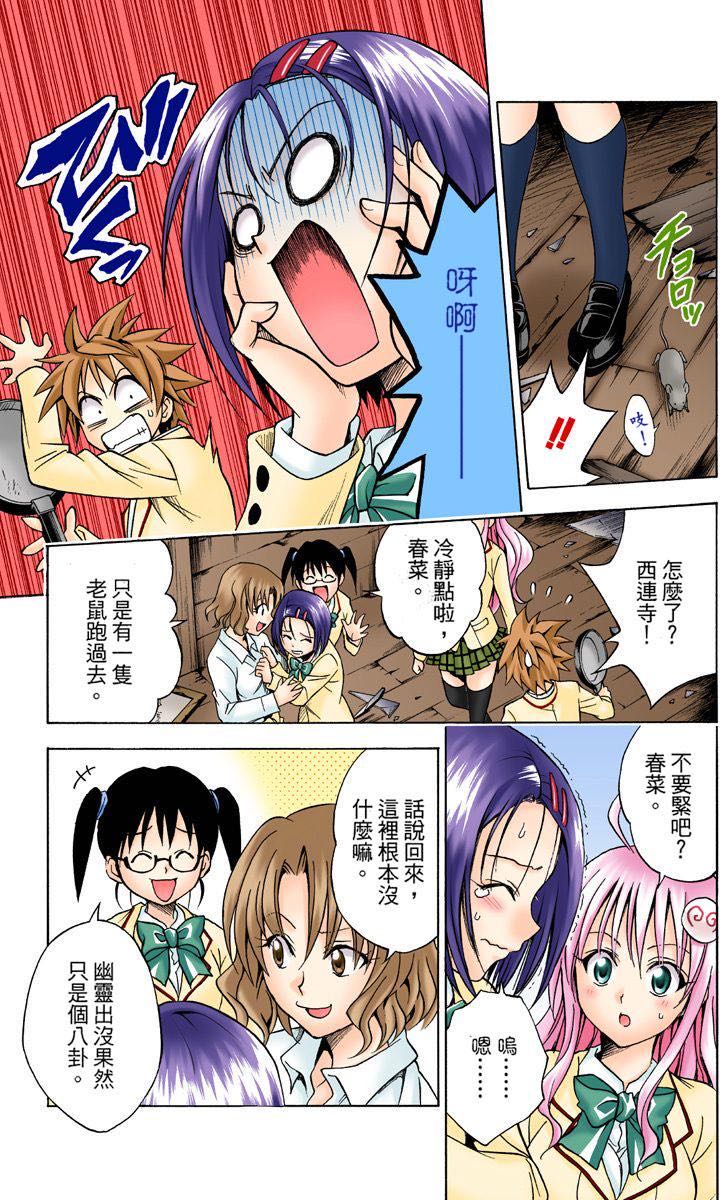 チョロッ
吱！
!!
呀啊——
びくっ
怎麼了？
西連寺！
冷靜點啦，
春菜。
只是有一隻
老鼠跑過去。
不要緊吧？
春菜。
嗚……
嗯……
話說回來，
這裡根本沒
什麼嘛。
幽靈出沒果然
只是個八卦。